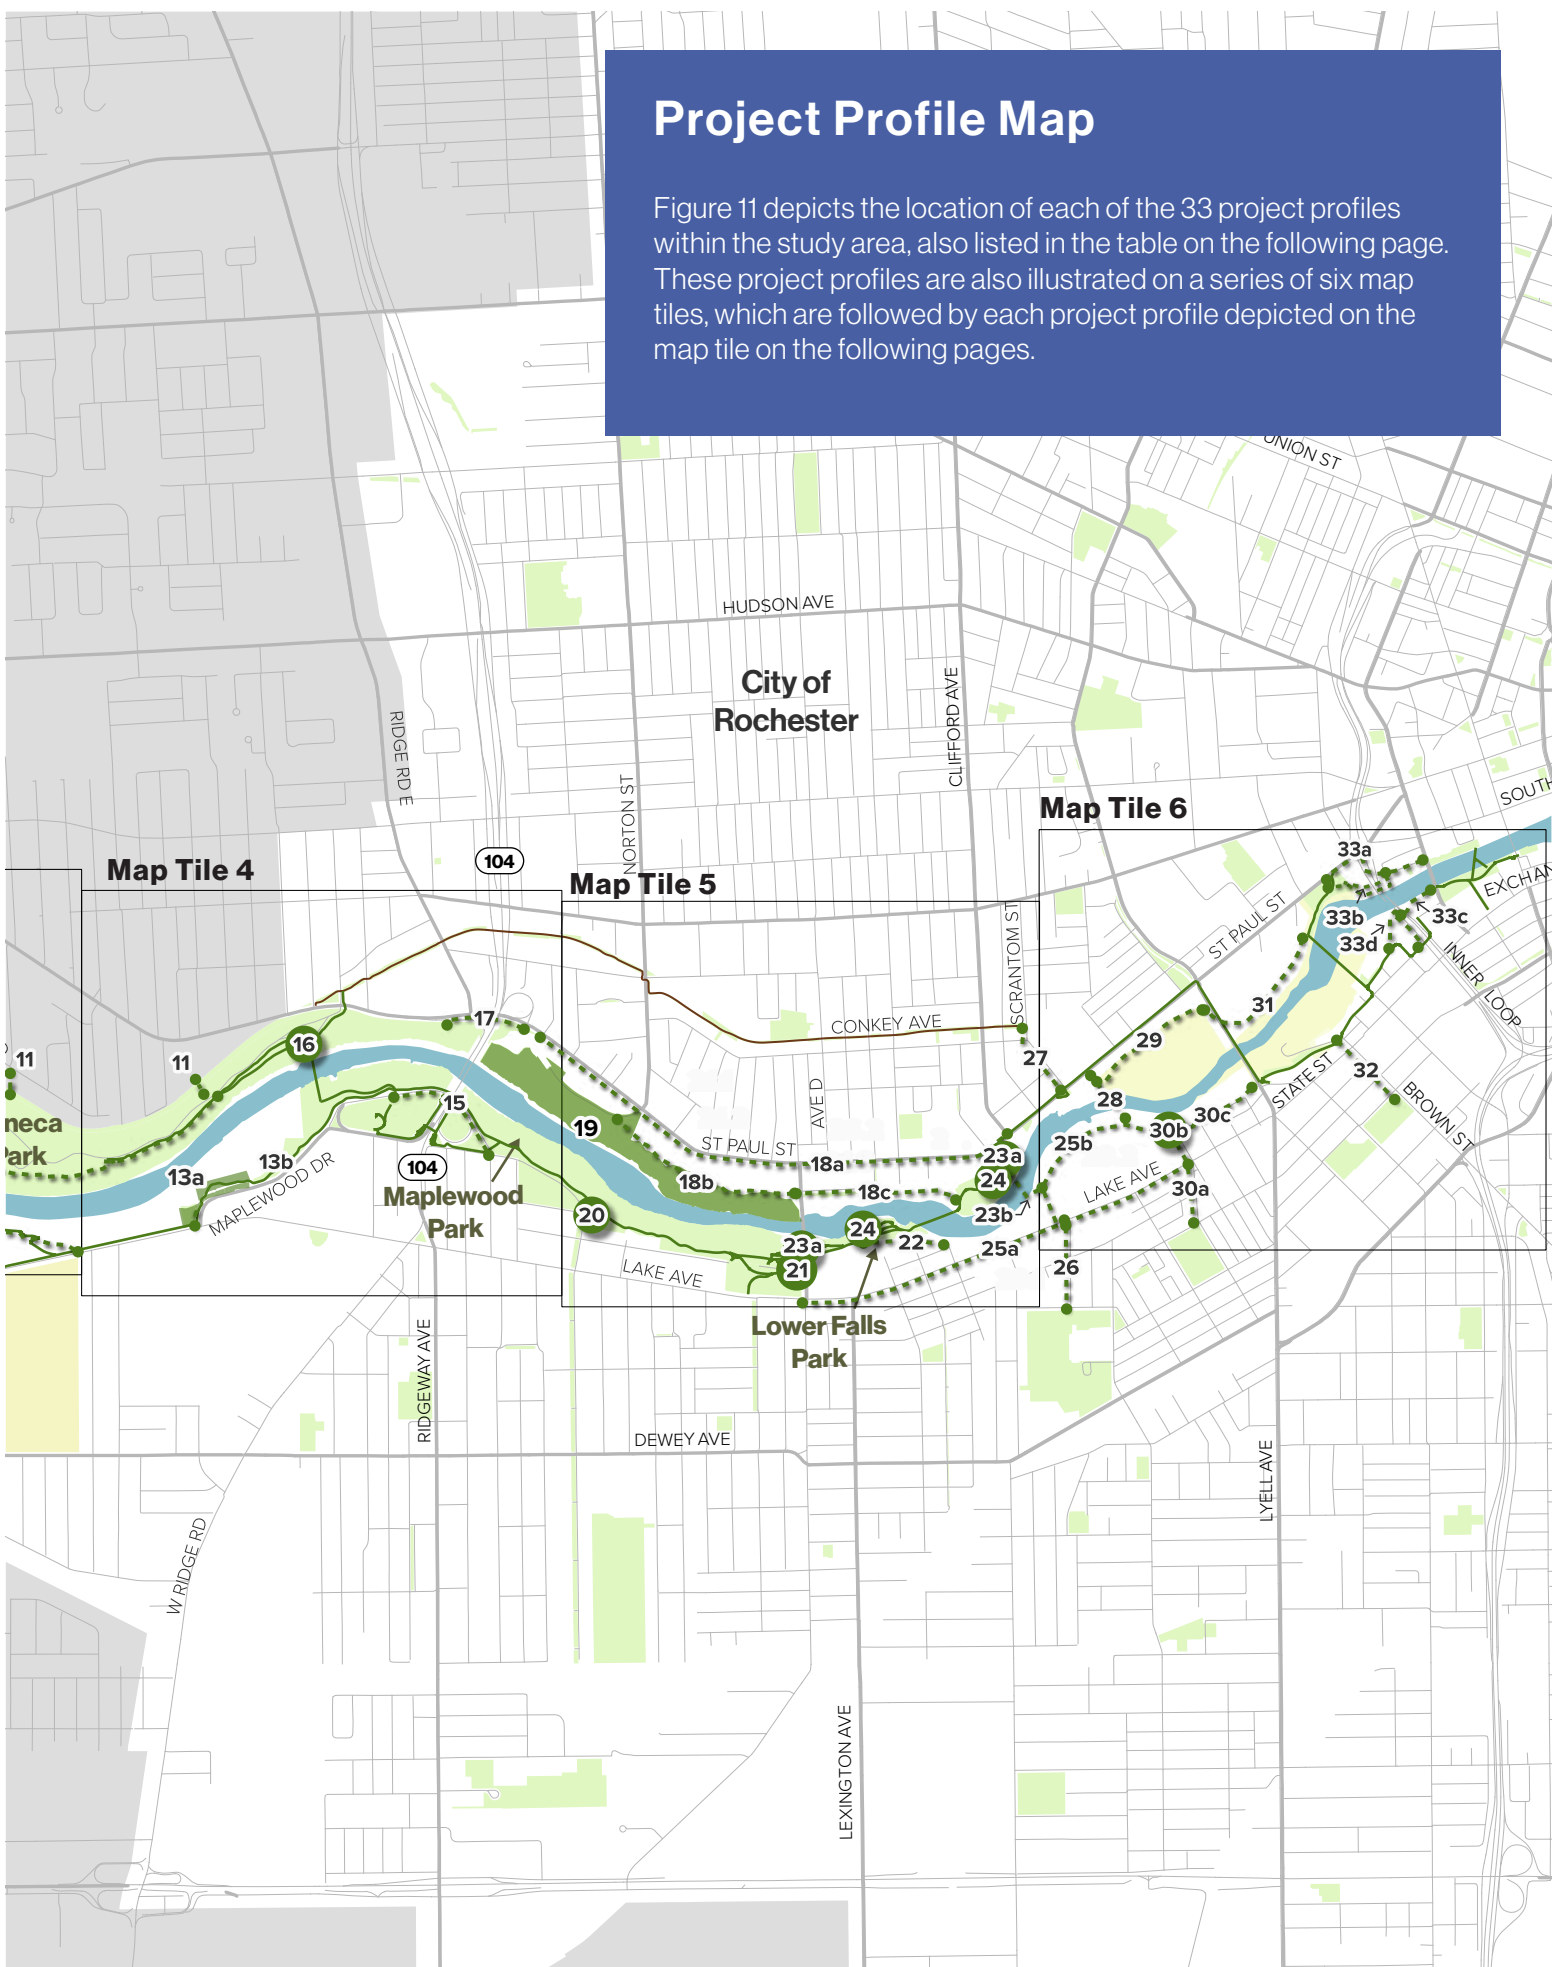 Project Profile Map
Figure 11 depicts the location of each of the 33 project profiles
within the study area, also listed in the table on the following page.
These project profiles are also illustrated on a series of six map
tiles, which are followed by each project profile depicted on the
map tile on the following pages.
UNION ST
HUDSON AVE
City of
Rochester
RIDGE RD E
NORTON ST
CLIFFORD AVE
SOUTH
Map Tile 6
Map Tile 4
104
Map Tile 5
33a
EXCHAN
SCRANTOM ST
ST PAUL ST
33b
33c
33d
INNER LOOP
17
CONKEY AVE
31
16
29
11
11
27
32
BROWN ST
STATE ST
neca
Park
15
AVE D
28
30c
30b
19
ST PAUL ST
25b
23a
18a
13b
13a
104
18b
18c
24
LAKE AVE
30a
MAPLEWOOD DR
Maplewood
Park
20
23b
24
22
23a
25a
21
26
LAKE AVE
Lower Falls
Park
RIDGEWAY AVE
DEWEY AVE
LYELL AVE
W RIDGE RD
LEXINGTON AVE